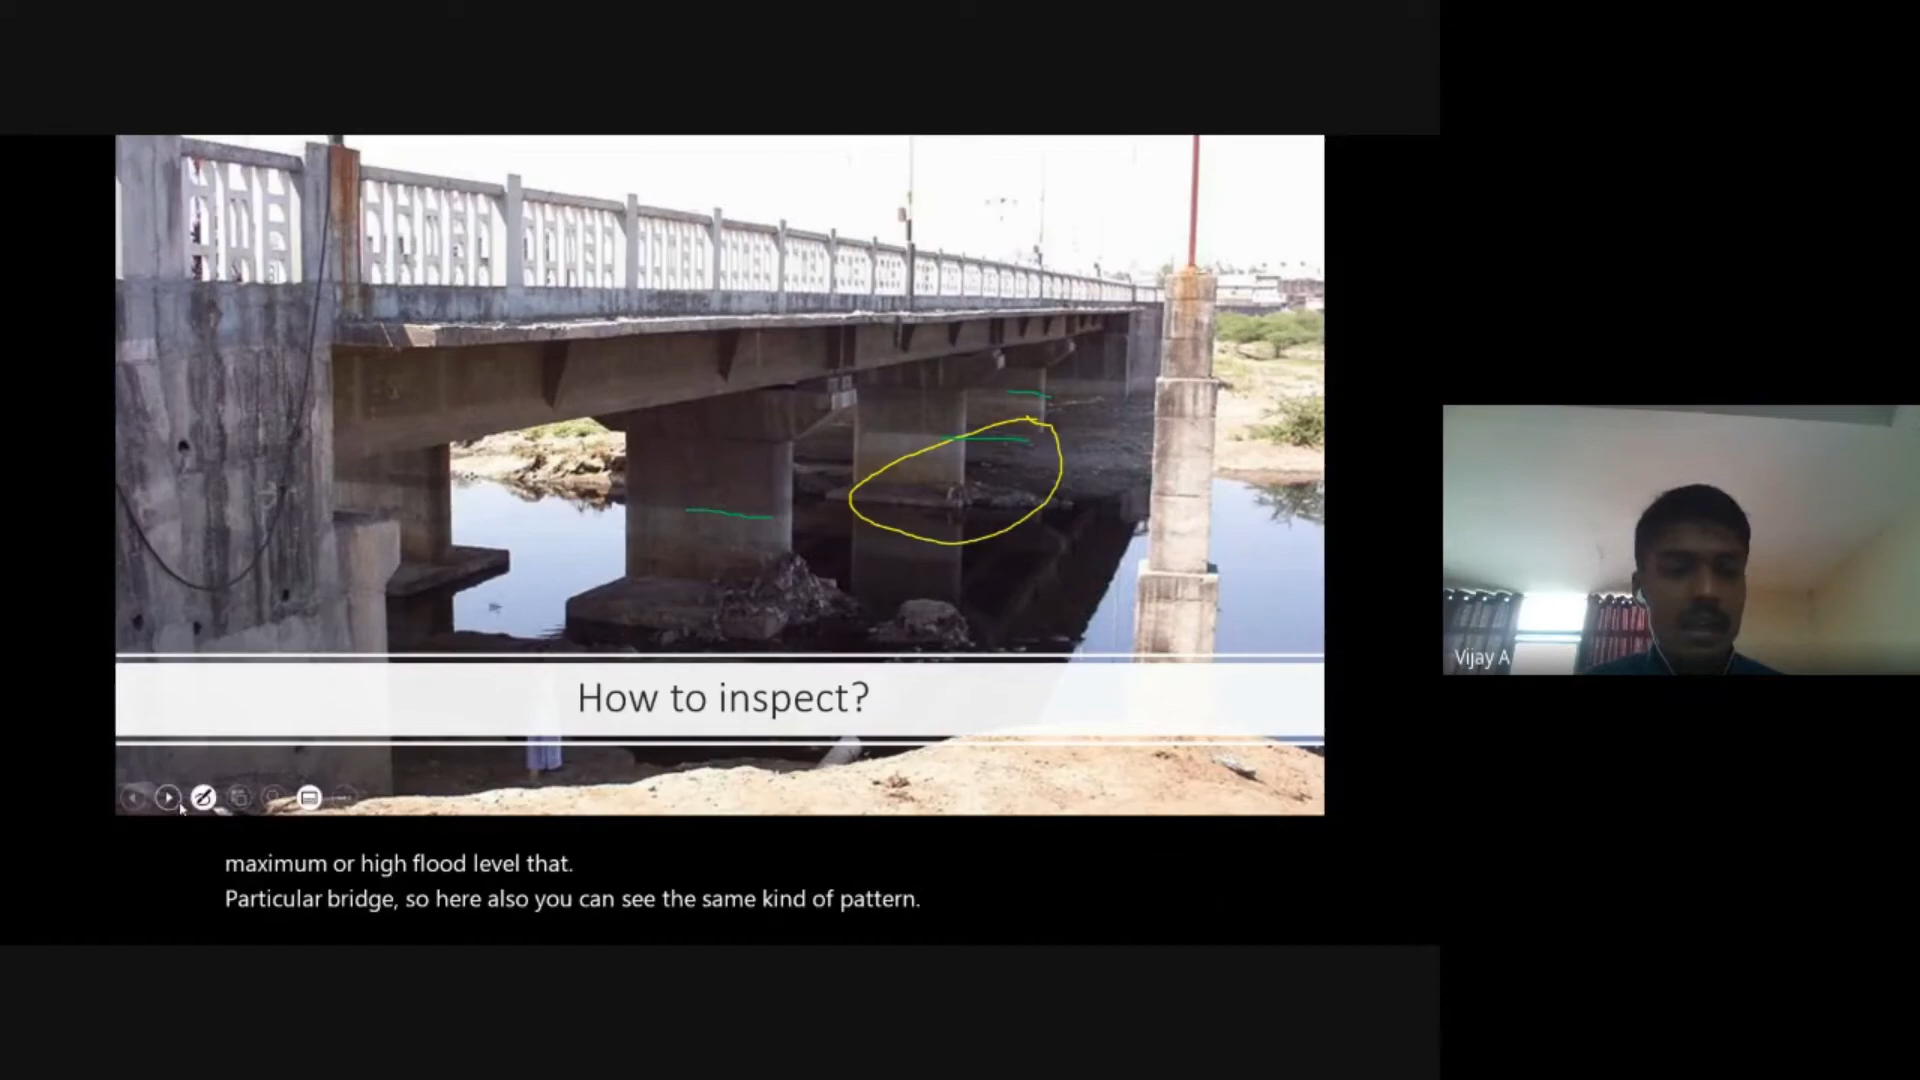 How to inspect?
Vijay A
maximum or high flood level that.
Particular bridge, so here also you can see the same kind of pattern.